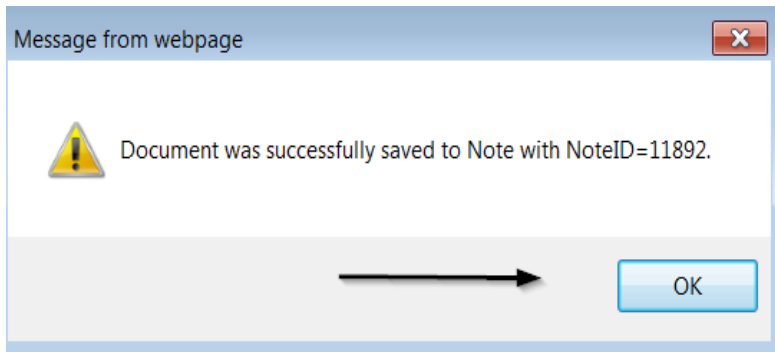 Message from webpage
Document was successfully saved to Note with NoteID=11892.
OK